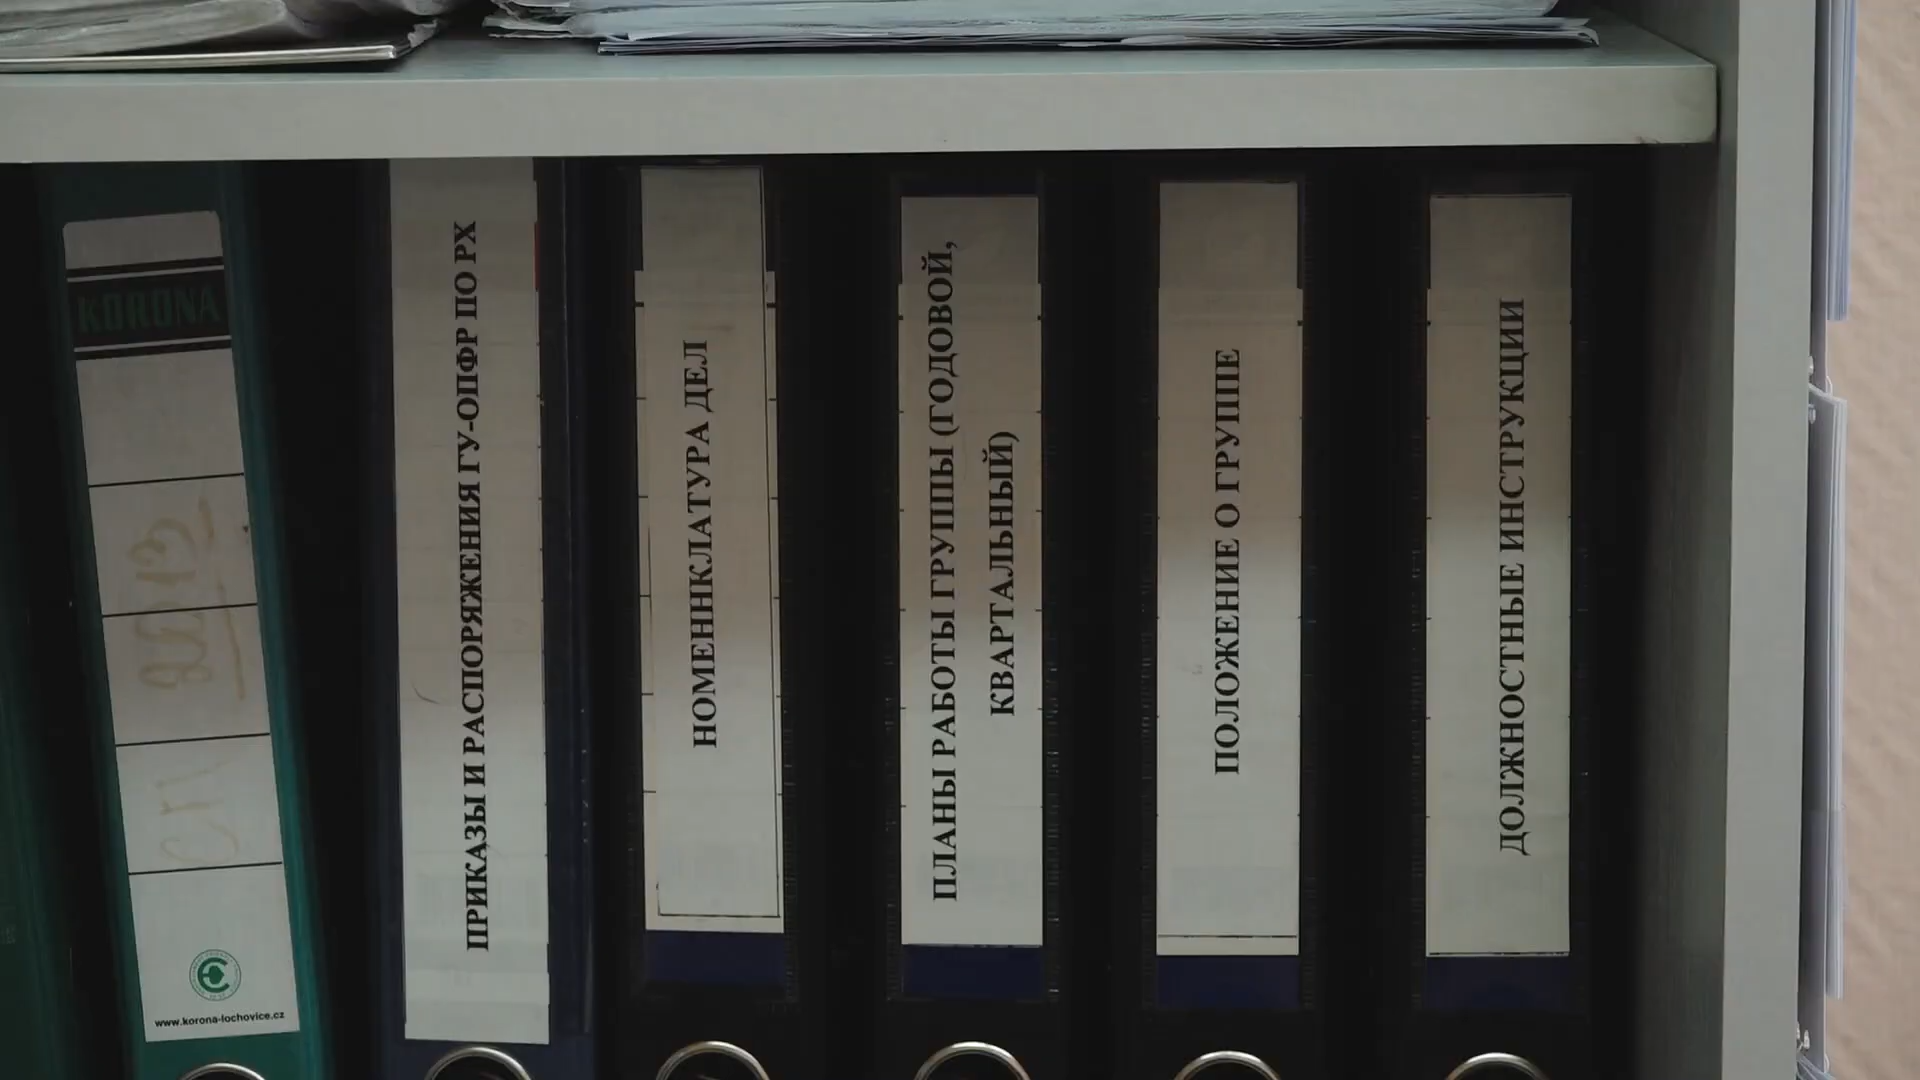 KORONA
www.korona-lochovice.cz
ПРИКАЗЫ И РАСПОРЯЖЕНИЯ ГУ-ОПФР ПО РХ
НОМЕНКЛАТУРА ДЕЛ
ПЛАНЫ РАБОТЫ ГРУППЫ (ГОДОВОЙ,
КВАРТАЛЬНЫЙ)
ПОЛОЖЕНИЕ О ГРУППЕ
ДОЛЖНОСТНЫЕ ИНСТРУКЦИИ